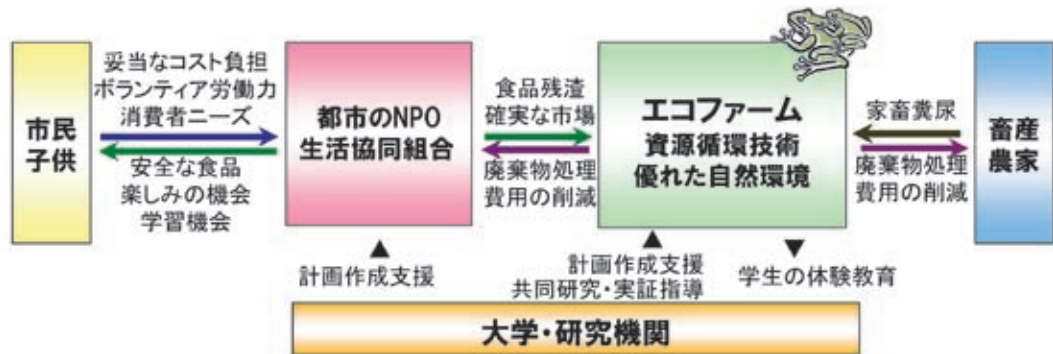 市民
子供
妥当なコスト負担
ボランティア労働力
消費者ニーズ
安全な食品
楽しみの機会
学習機会
都市のNPO
生活協同組合
食品残渣
確実な市場
廃棄物処理
費用の削減
エコファーム
資源循環技術
優れた自然環境
家畜糞尿
廃棄物処理
費用の削減
畜産
農家
計画作成支援
計画作成支援
共同研究・実証指導
学生の体験教育
大学・研究機関